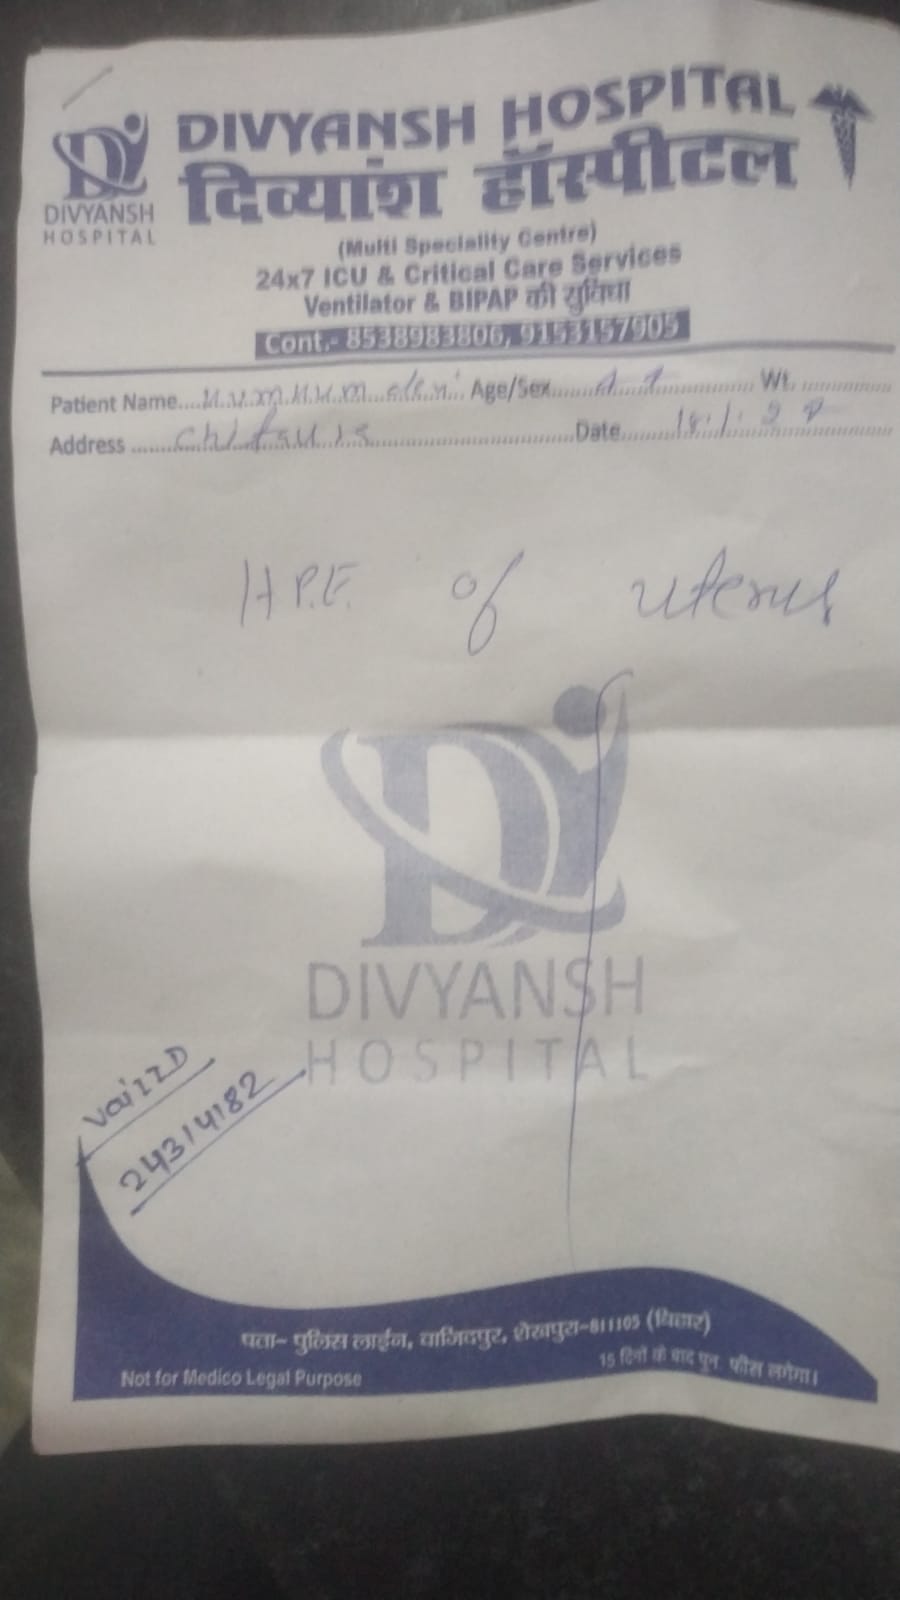 DIVYANSH HOSPITAL
दिव्यांश हॉस्पीटल
DIVYANSH
HOSPITAL
(Multi Speciality Centre)
24x7 ICU & Critical Care Services
Ventilator & BIPAP की सुविधा
Cont.- 8538983806, 9153157905
Patient Name.... Age/Sex.... Wt. ....
Address .... Date....
H.P.E. of uterus
DIVYANSH
HOSPITAL
24314182
पता- पुलिस लाईन, वाजिदपुर, शेखपुरा-811105 (बिहार)
Not for Medico Legal Purpose
15 दिनों के बाद पुनः फीस लगेगा।